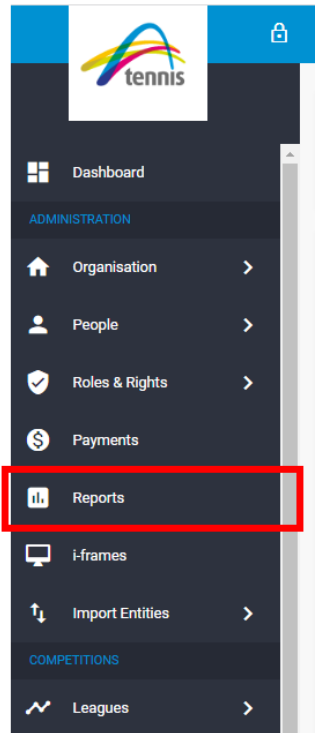 tennis
Dashboard
ADMINISTRATION
Organisation
People
Roles & Rights
Payments
Reports
i-frames
Import Entities
COMPETITIONS
Leagues